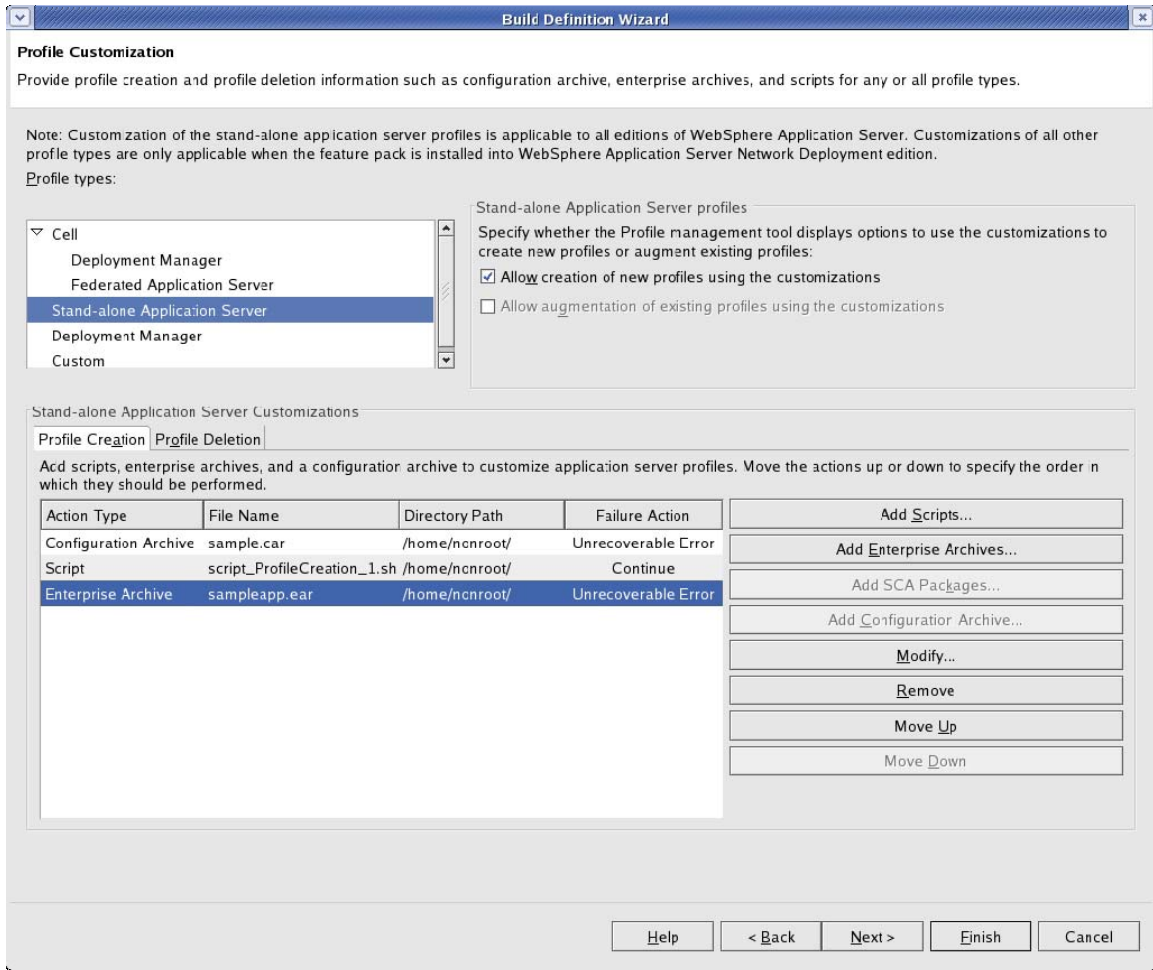 Build Definition Wizard
Profile Customization
Provide profile creation and profile deletion information such as configuration archive, enterprise archives, and scripts for any or all profile types.
Note: Customization of the stand-alone application server profiles is applicable to all editions of WebSphere Application Server. Customizations of all other
profile types are only applicable when the feature pack is installed into WebSphere Application Server Network Deployment edition.
Profile types:
Cell
Deployment Manager
Federated Application Server
Stand-alone Application Server
Deployment Manager
Custom
Stand-alone Application Server profiles
Specify whether the Profile management tool displays options to use the customizations to
create new profiles or augment existing profiles:
Allow creation of new profiles using the customizations
Allow augmentation of existing profiles using the customizations
Stand-alone Application Server Customizations
Profile Creation Profile Deletion
Add scripts, enterprise archives, and a configuration archive to customize application server profiles. Move the actions up or down to specify the order in
which they should be performed.
Action Type File Name Directory Path Failure Action
Configuration Archive sample.car /home/nonroot/ Unrecoverable Error
Script script_ProfileCreation_1.sh /home/nonroot/ Continue
Enterprise Archive sampleapp.ear /home/nonroot/ Unrecoverable Error
Add Scripts...
Add Enterprise Archives...
Add SCA Packages...
Add Configuration Archive...
Modify...
Remove
Move Up
Move Down
Help < Back Next > Finish Cancel